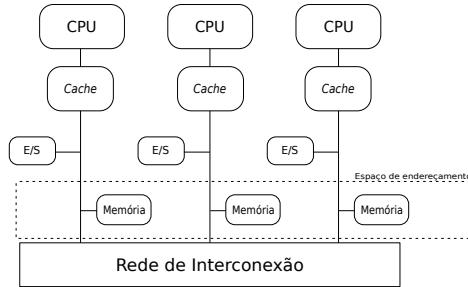 CPU CPU CPU
Cache Cache Cache
E/S E/S E/S
Espaço de endereçamento
Memória Memória Memória
Rede de Interconexão